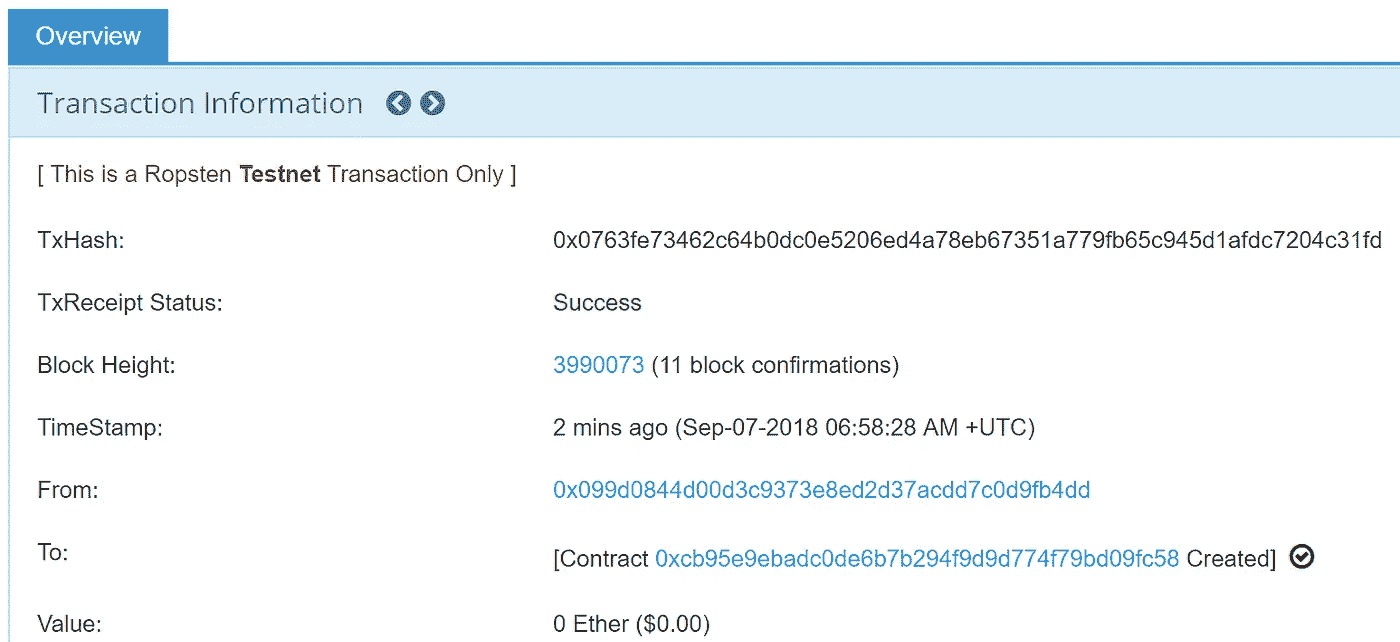 Overview
Transaction Information
[ This is a Ropsten Testnet Transaction Only ]
TxHash: 0x0763fe73462c64b0dc0e5206ed4a78eb67351a779fb65c945d1afdc7204c31fd
TxReceipt Status: Success
Block Height: 3990073 (11 block confirmations)
TimeStamp: 2 mins ago (Sep-07-2018 06:58:28 AM +UTC)
From: 0x099d0844d00d3c9373e8ed2d37acdd7c0d9fb4dd
To: [Contract 0xcb95e9ebadc0de6b7b294f9d9d774f79bd09fc58 Created]
Value: 0 Ether ($0.00)